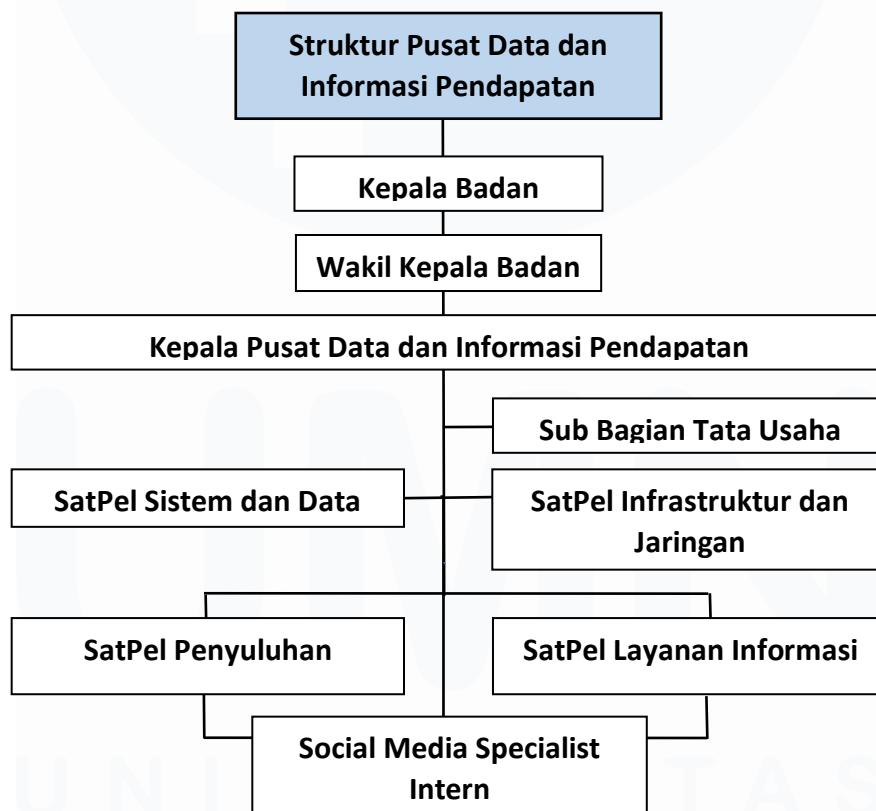 Struktur Pusat Data dan
Informasi Pendapatan
Kepala Badan
Wakil Kepala Badan
Kepala Pusat Data dan Informasi Pendapatan
Sub Bagian Tata Usaha
SatPel Sistem dan Data
SatPel Infrastruktur dan
Jaringan
SatPel Penyuluhan
SatPel Layanan Informasi
Social Media Specialist
Intern